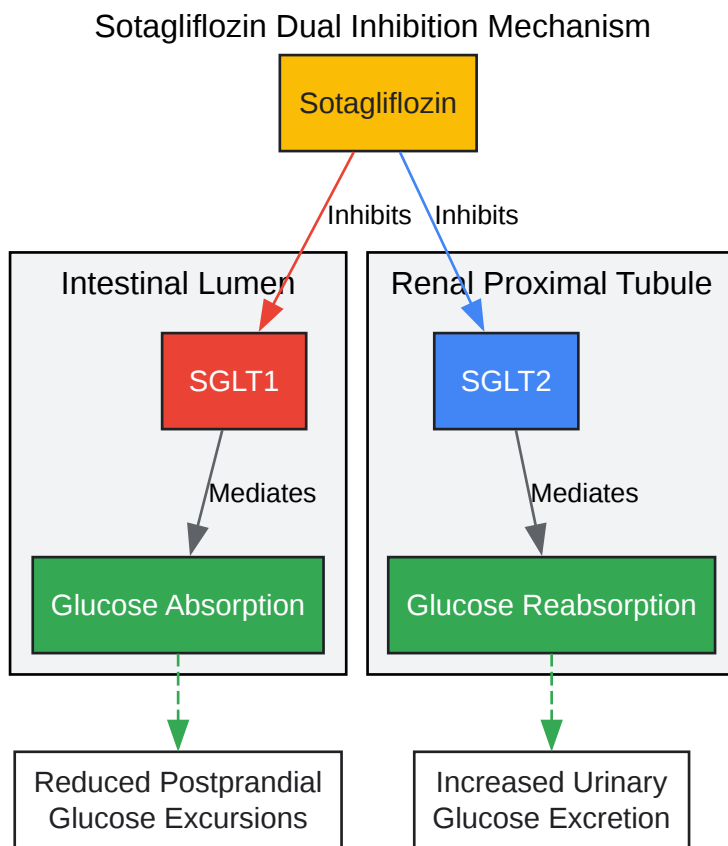 Sotagliflozin Dual Inhibition Mechanism
Sotagliflozin
Inhibits
Inhibits
Intestinal Lumen
Renal Proximal Tubule
SGLT1
SGLT2
Mediates
Mediates
Glucose Absorption
Glucose Reabsorption
Reduced Postprandial
Glucose Excursions
Increased Urinary
Glucose Excretion